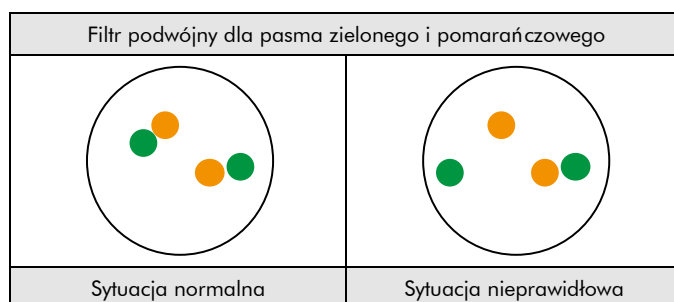 Filtr podwójny dla pasma zielonego i pomarańczowego
Sytuacja normalna
Sytuacja nieprawidłowa